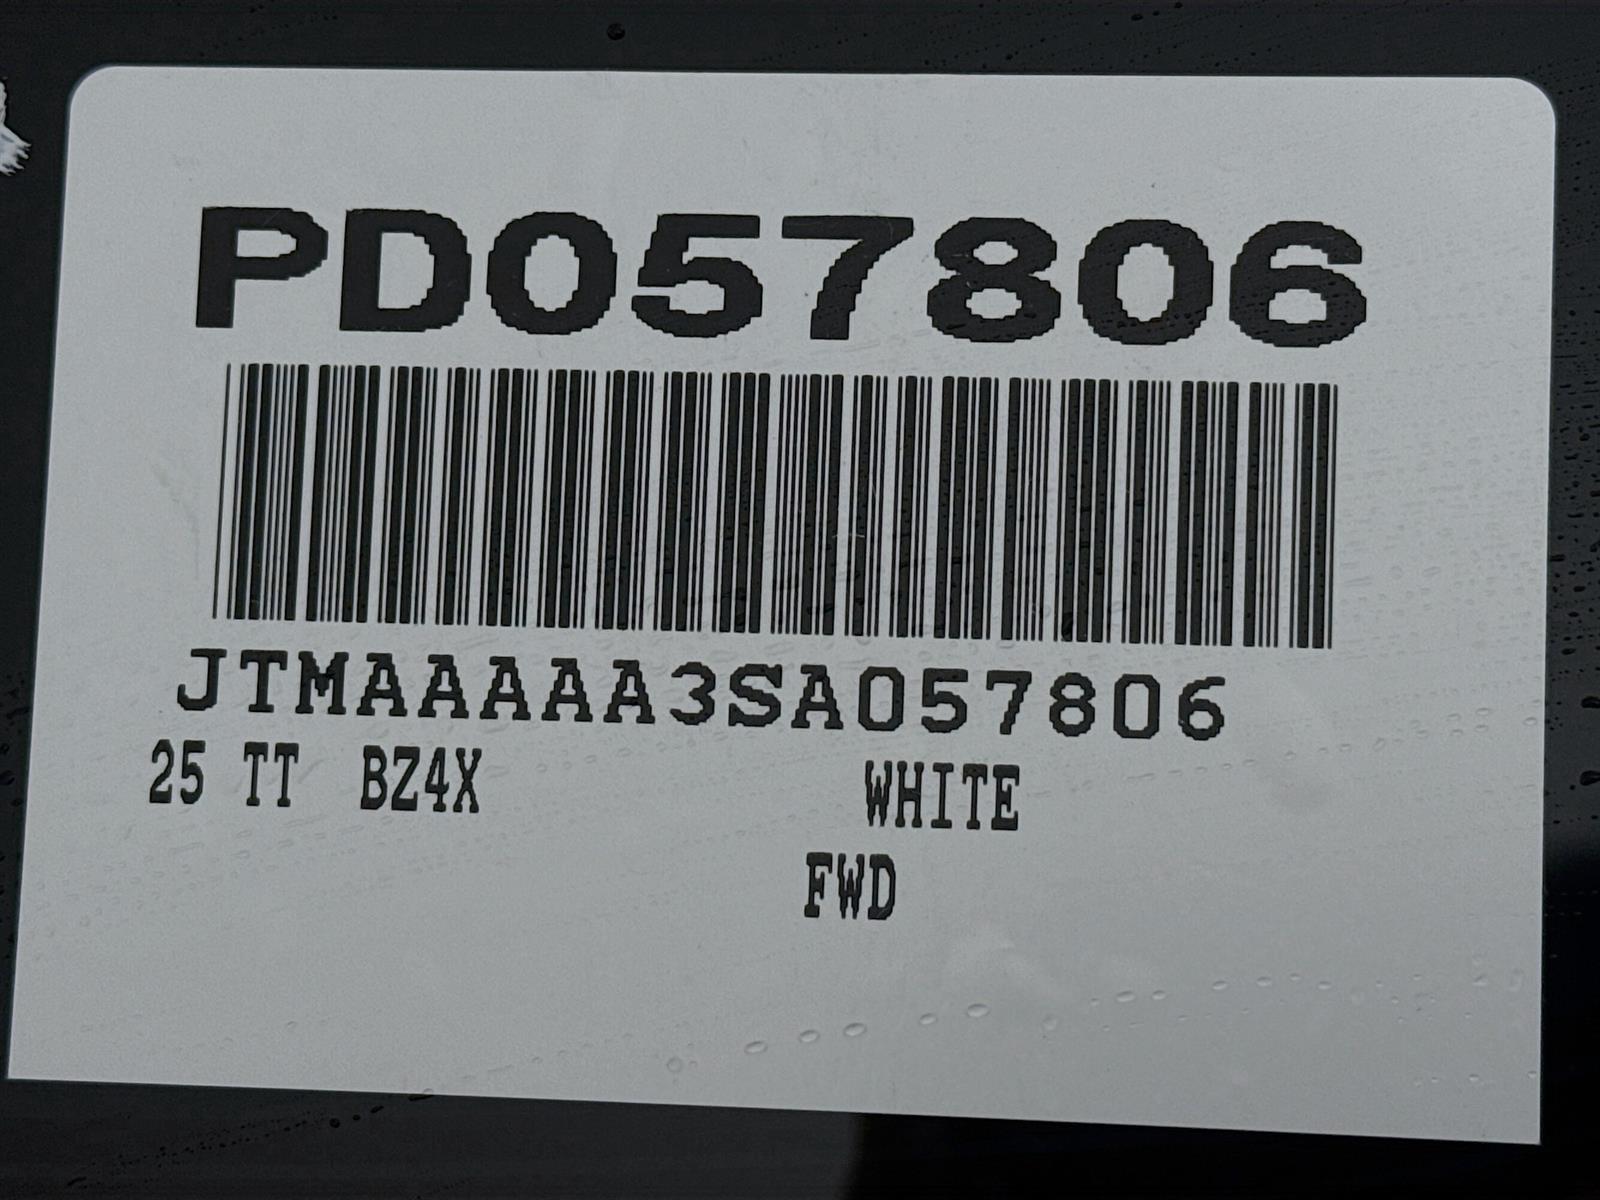 PD057806
JTMAAAAA3SA057806
25 TT BZ4X WHITE
FWD